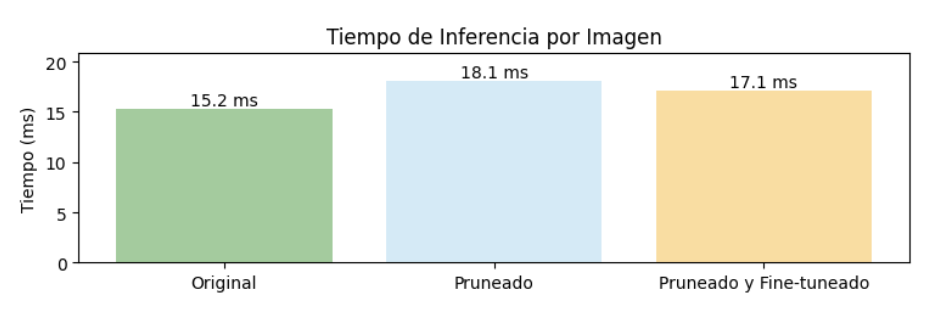 Tiempo de Inferencia por Imagen
Tiempo (ms)
20
15
10
5
0
15.2 ms
18.1 ms
17.1 ms
Original
Pruneado
Pruneado y Fine-tuneado